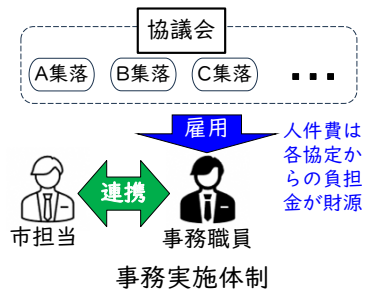 協議会
A集落 B集落 C集落 ・・・
雇用
人件費は
各協定か
らの負担
金が財源
連携
市担当
事務職員
事務実施体制